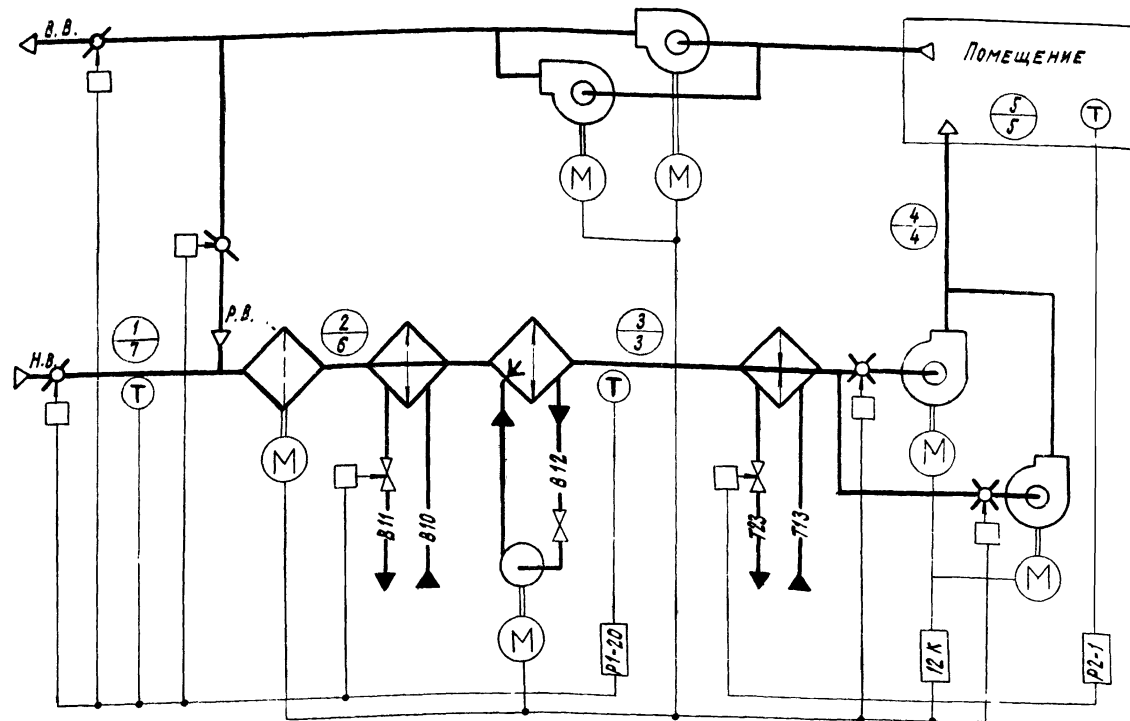 В.В.
ПОМЕЩЕНИЕ
5
5
Т
М
М
4
4
Р.В.
1
7
2
6
3
3
Н.В.
Т
Т
М
В11
В10
В12
Т23
Т13
М
М
М
Р1-20
12К
Р2-1